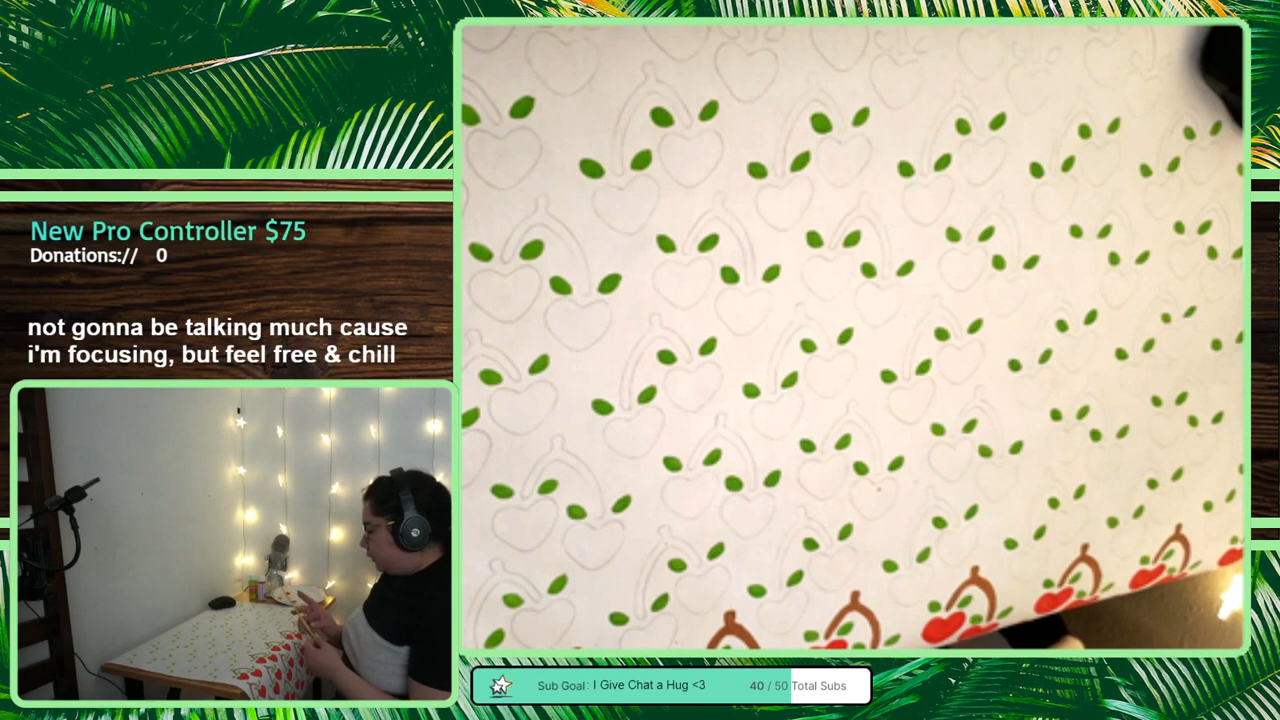 New Pro Controller $75
Donations:// 0
not gonna be talking much cause
i'm focusing, but feel free & chill
Sub Goal: I Give Chat a Hug <3 40 / 50 Total Subs